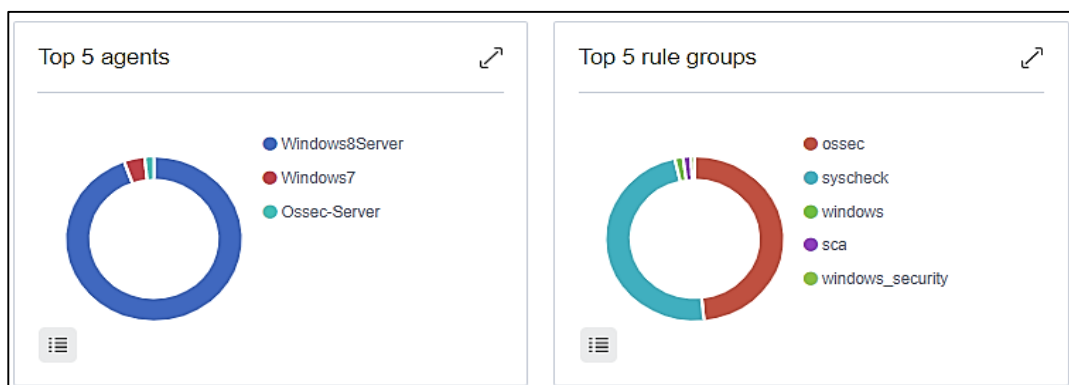 Top 5 agents
Windows8Server
Windows7
Ossec-Server
Top 5 rule groups
ossec
syscheck
windows
sca
windows_security